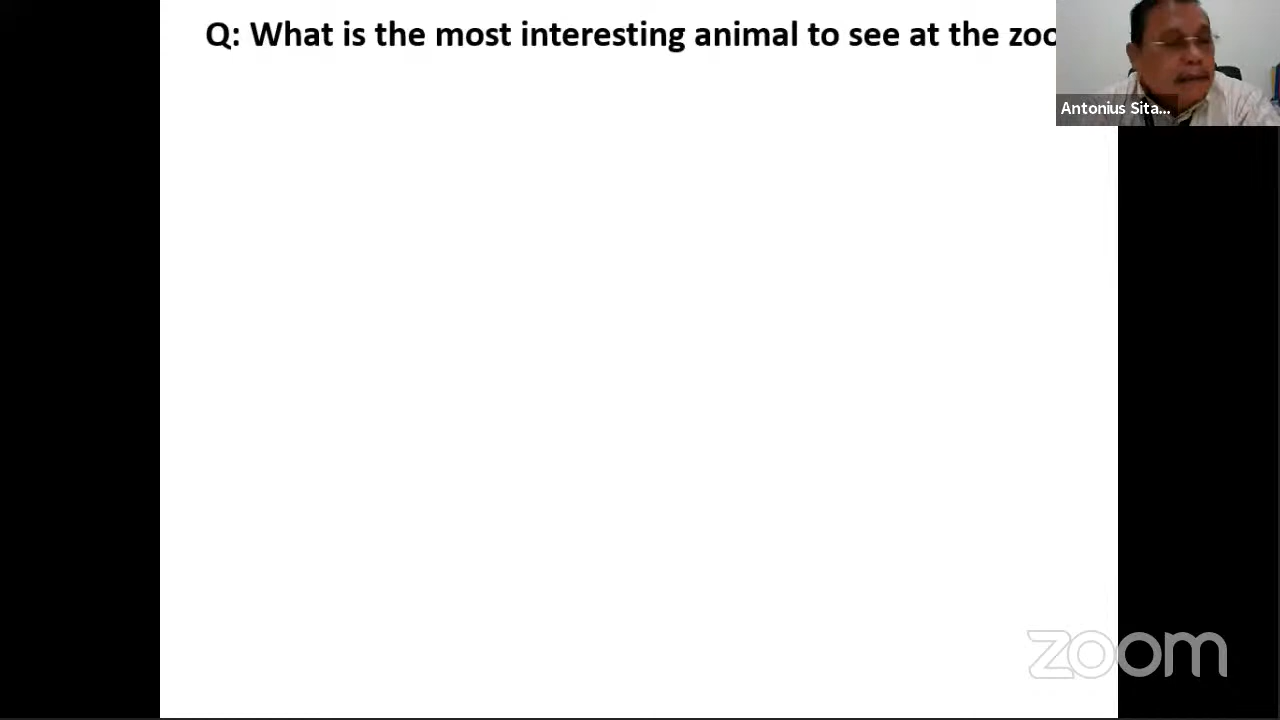 Q: What is the most interesting animal to see at the zoo
Antonius Sita...
zoom